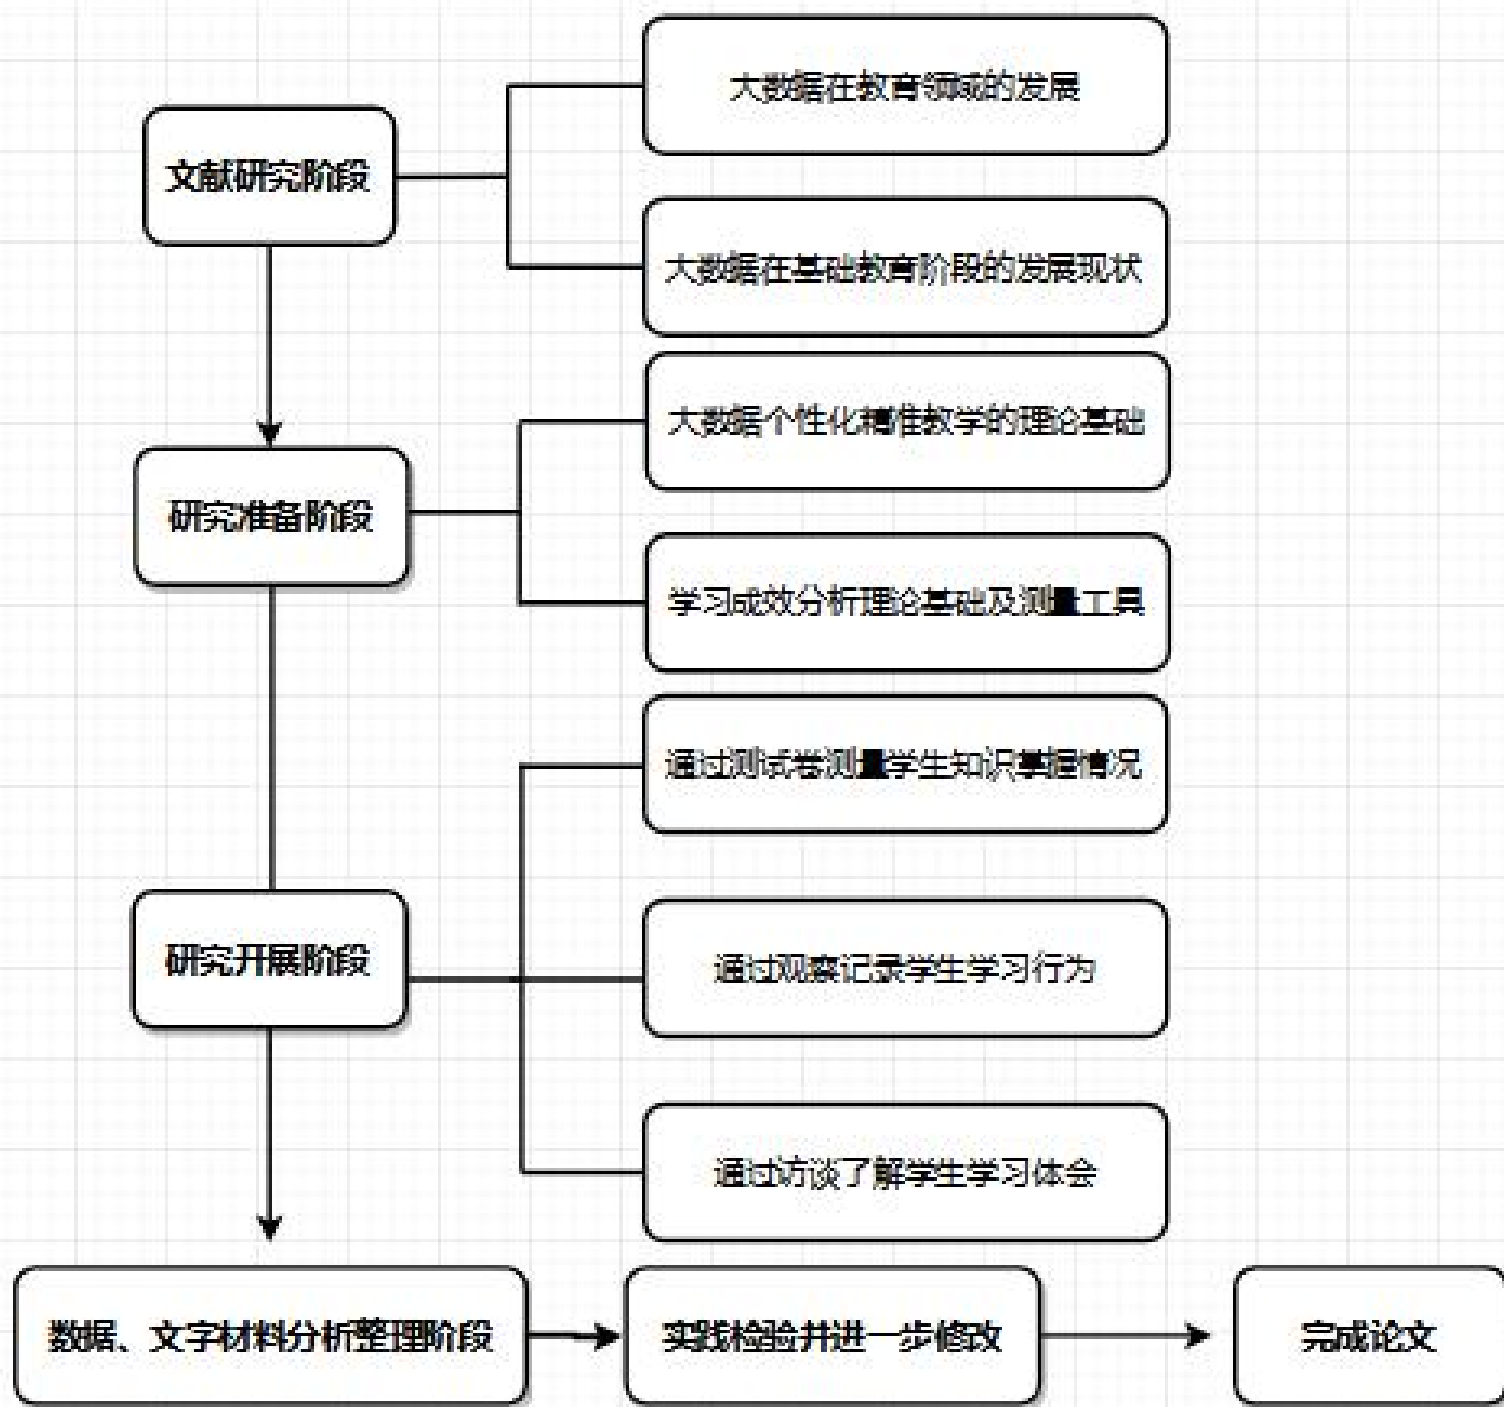 文献研究阶段
大数据在教育领域的发展
大数据在基础教育阶段的发展现状
研究准备阶段
大数据个性化精准教学的理论基础
学习成效分析理论基础及测量工具
研究开展阶段
通过测试卷测量学生知识掌握情况
通过观察记录学生学习行为
通过访谈了解学生学习体会
数据、文字材料分析整理阶段
实践检验并进一步修改
完成论文